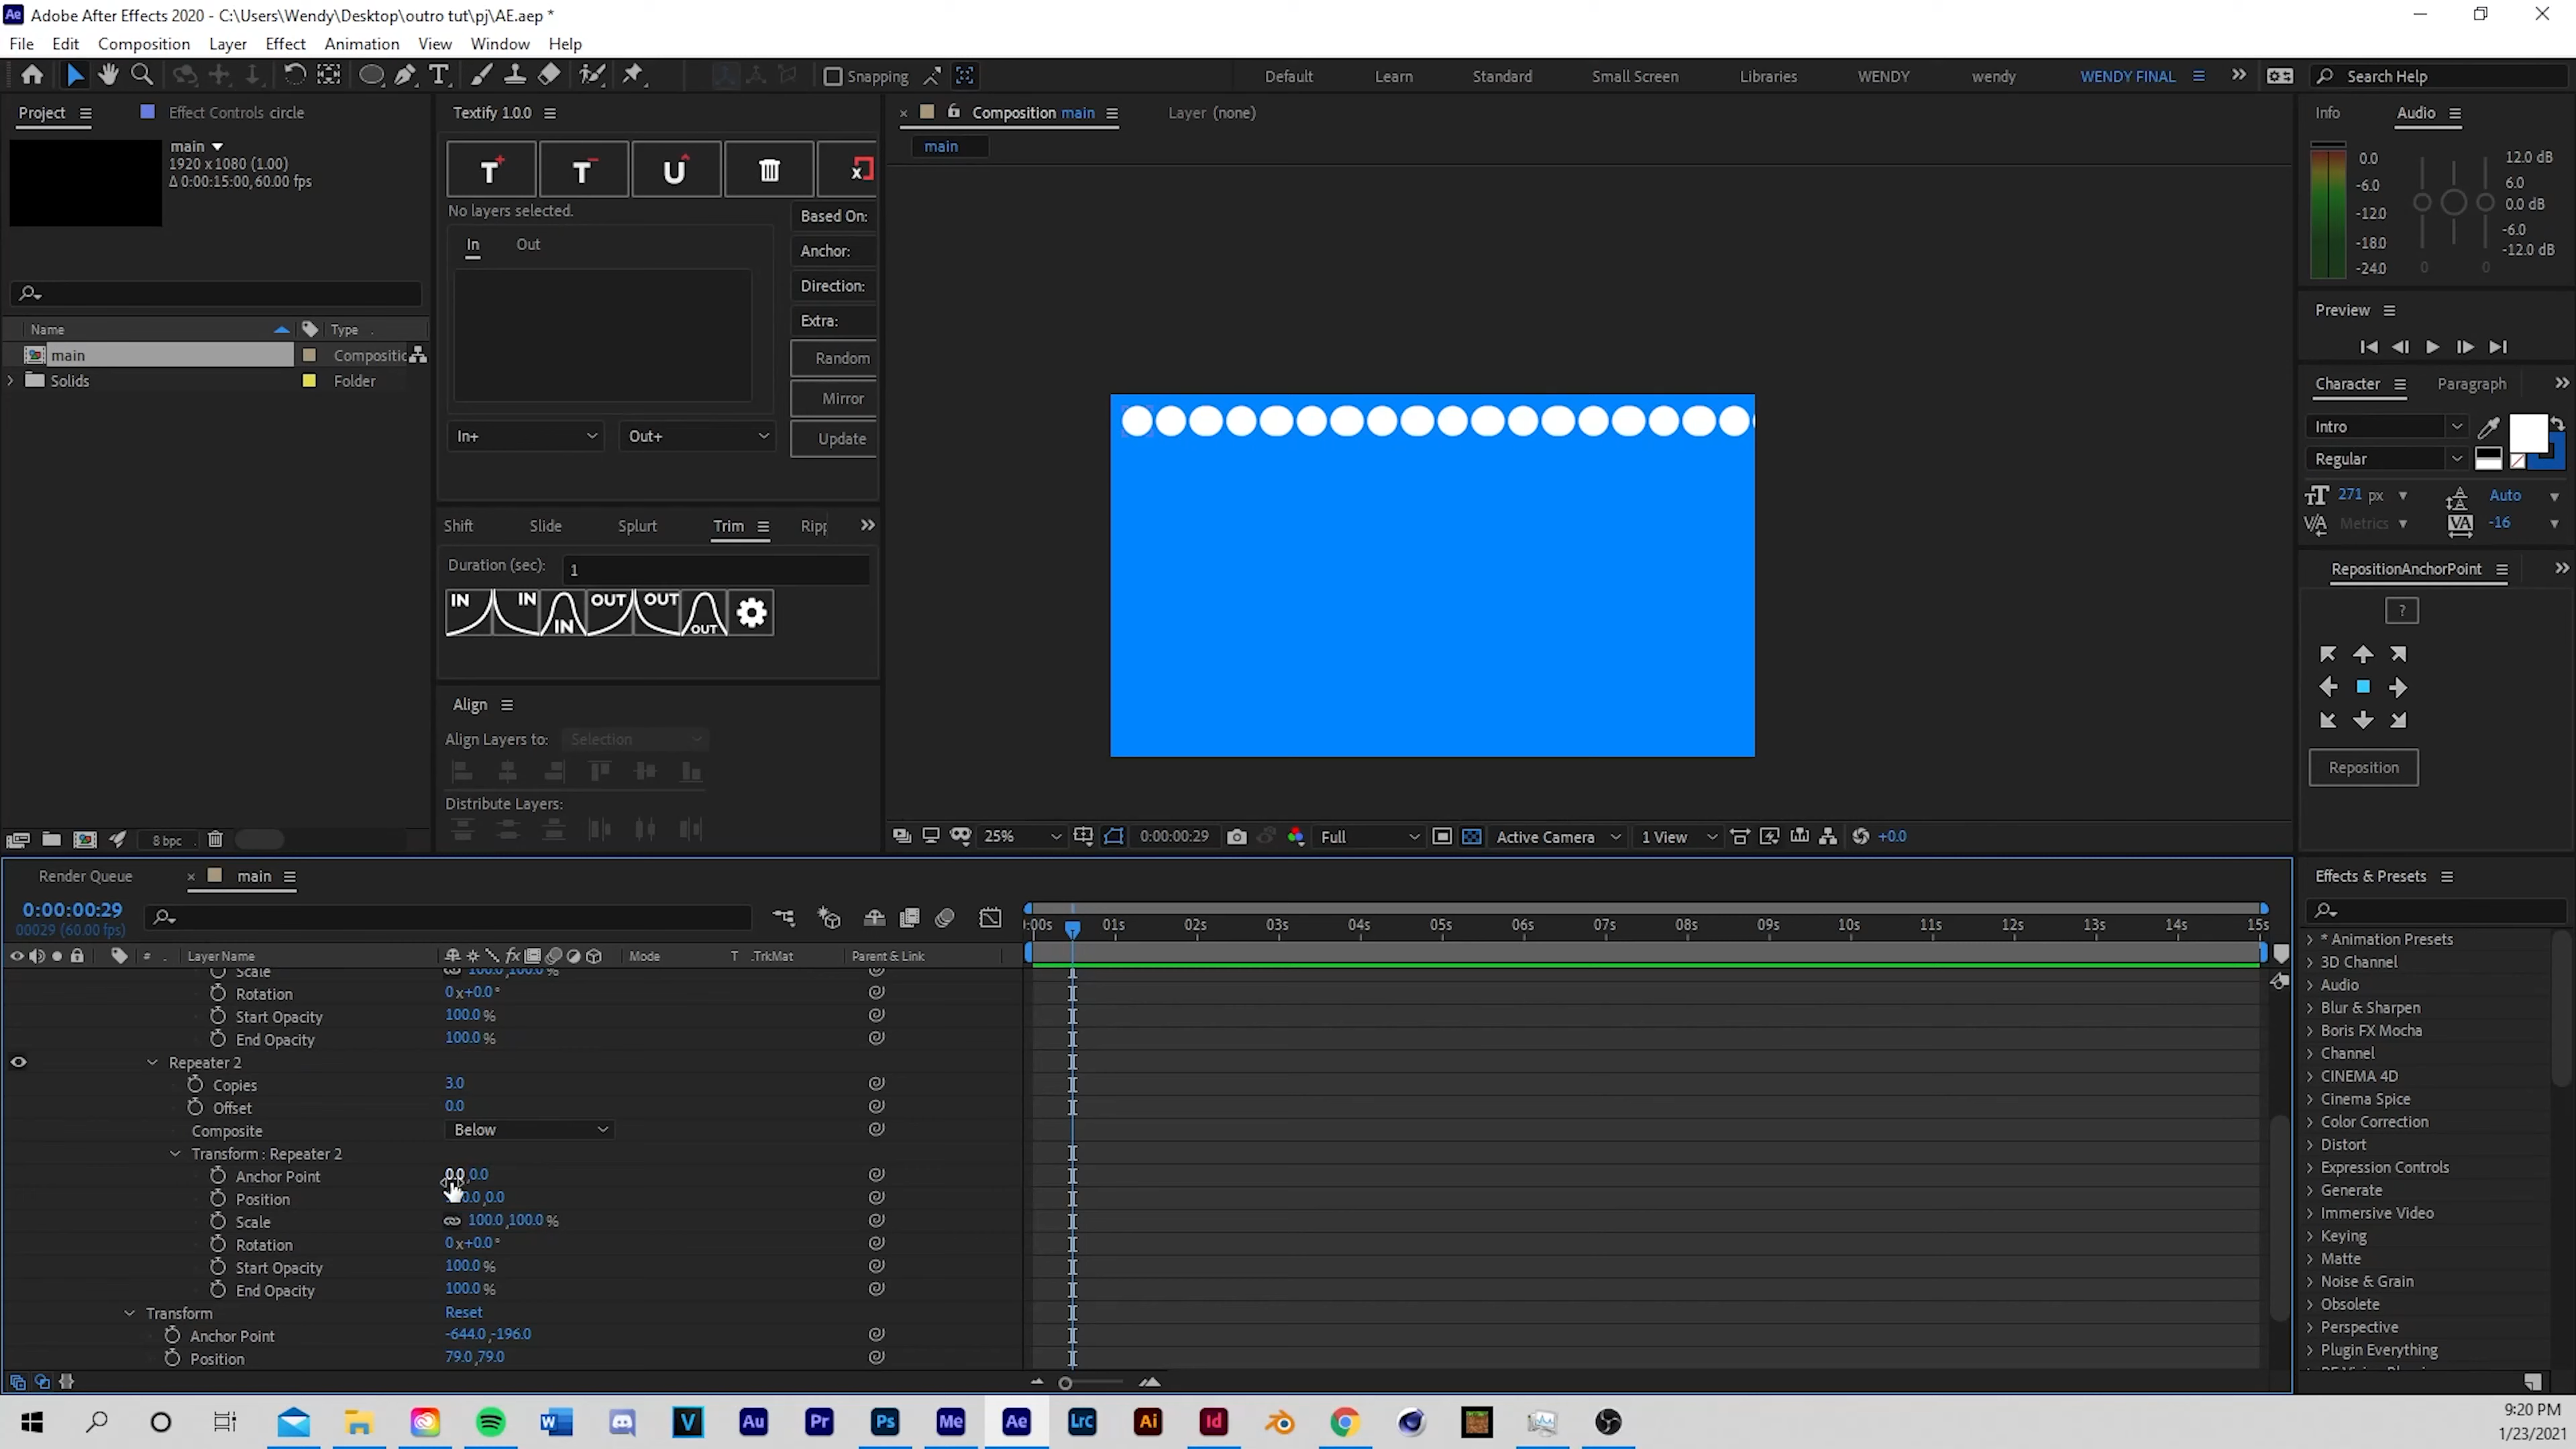 Adobe After Effects 2020 - C:\Users\Wendy\Desktop\outro tut\pj\AE.aep *
File Edit Composition Layer Effect Animation View Window Help
Snapping
Default Learn Standard Small Screen Libraries WENDY wendy WENDY FINAL Search Help
Project Effect Controls circle
main
1920 x 1080 (1.00)
Δ 0:00:15:00, 60.00 fps
Name Type
main Compositic
Solids Folder
8 bpc
Textify 1.0.0
No layers selected.
In Out
Based On:
Anchor:
Direction:
Extra:
Random
Mirror
Update
In+ Out+
Shift Slide Splurt Trim Ripp
Duration (sec): 1
IN IN IN OUT OUT OUT
Align
Align Layers to: Selection
Distribute Layers:
Composition main Layer (none)
main
25% 0:00:00:29 Full Active Camera 1 View +0.0
Info Audio
0.0 12.0 dB
-6.0 6.0
-12.0 0.0 dB
-18.0 -6.0
-24.0 -12.0 dB
0 0
Preview
Character Paragraph
Intro
Regular
271 px Auto
Metrics -16
RepositionAnchorPoint
?
Reposition
Render Queue main
0:00:00:29
00029 (60.00 fps)
# Layer Name Mode T .TrkMat Parent & Link
:00s 01s 02s 03s 04s 05s 06s 07s 08s 09s 10s 11s 12s 13s 14s 15s
Scale 100.0,100.0 %
Rotation 0 x+0.0 °
Start Opacity 100.0 %
End Opacity 100.0 %
Repeater 2
Copies 3.0
Offset 0.0
Composite Below
Transform : Repeater 2
Anchor Point 0.0,0.0
Position 0.0,0.0
Scale 100.0,100.0 %
Rotation 0 x+0.0 °
Start Opacity 100.0 %
End Opacity 100.0 %
Transform Reset
Anchor Point -644.0,-196.0
Position 79.0,79.0
Effects & Presets
* Animation Presets
3D Channel
Audio
Blur & Sharpen
Boris FX Mocha
Channel
CINEMA 4D
Cinema Spice
Color Correction
Distort
Expression Controls
Generate
Immersive Video
Keying
Matte
Noise & Grain
Obsolete
Perspective
Plugin Everything
9:20 PM
1/23/2021